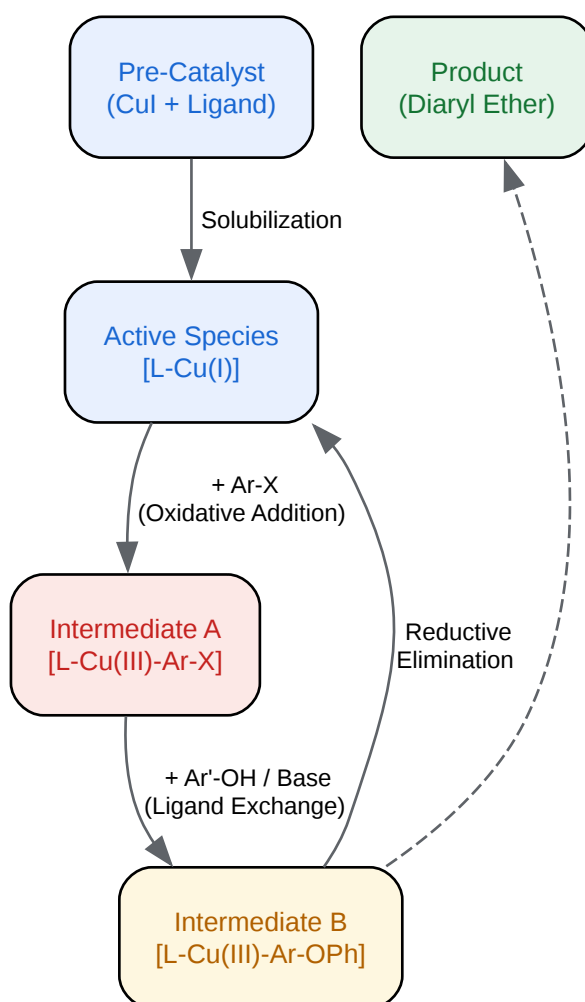 Pre-Catalyst
(CuI + Ligand)
Product
(Diaryl Ether)
Solubilization
Active Species
[L-Cu(I)]
+ Ar-X
(Oxidative Addition)
Intermediate A
[L-Cu(III)-Ar-X]
Reductive
Elimination
+ Ar'-OH / Base
(Ligand Exchange)
Intermediate B
[L-Cu(III)-Ar-OPh]